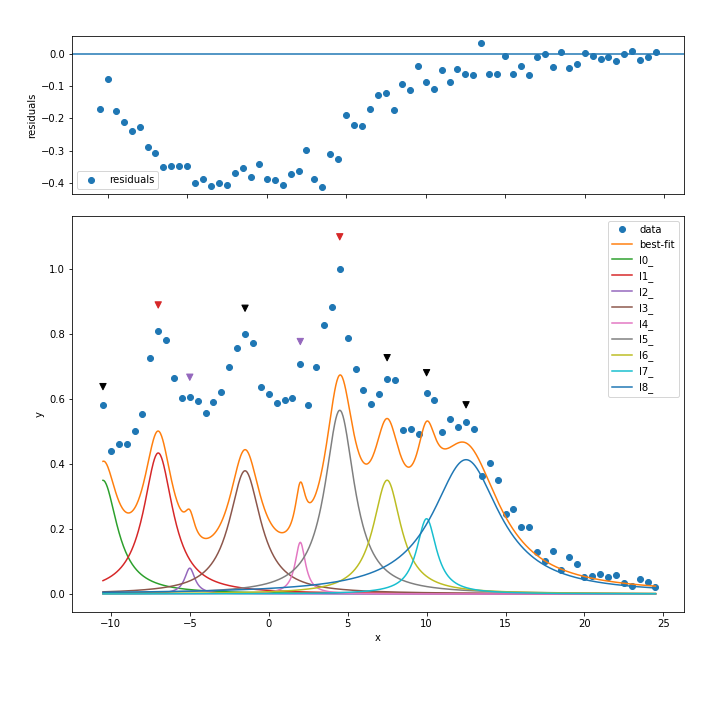 0.0
−0.1
−0.2
−0.3
−0.4
residuals
residuals
1.0
0.8
0.6
0.4
0.2
0.0
y
data
best-fit
l0_
l1_
l2_
l3_
l4_
l5_
l6_
l7_
l8_
−10
−5
0
5
10
15
20
25
x